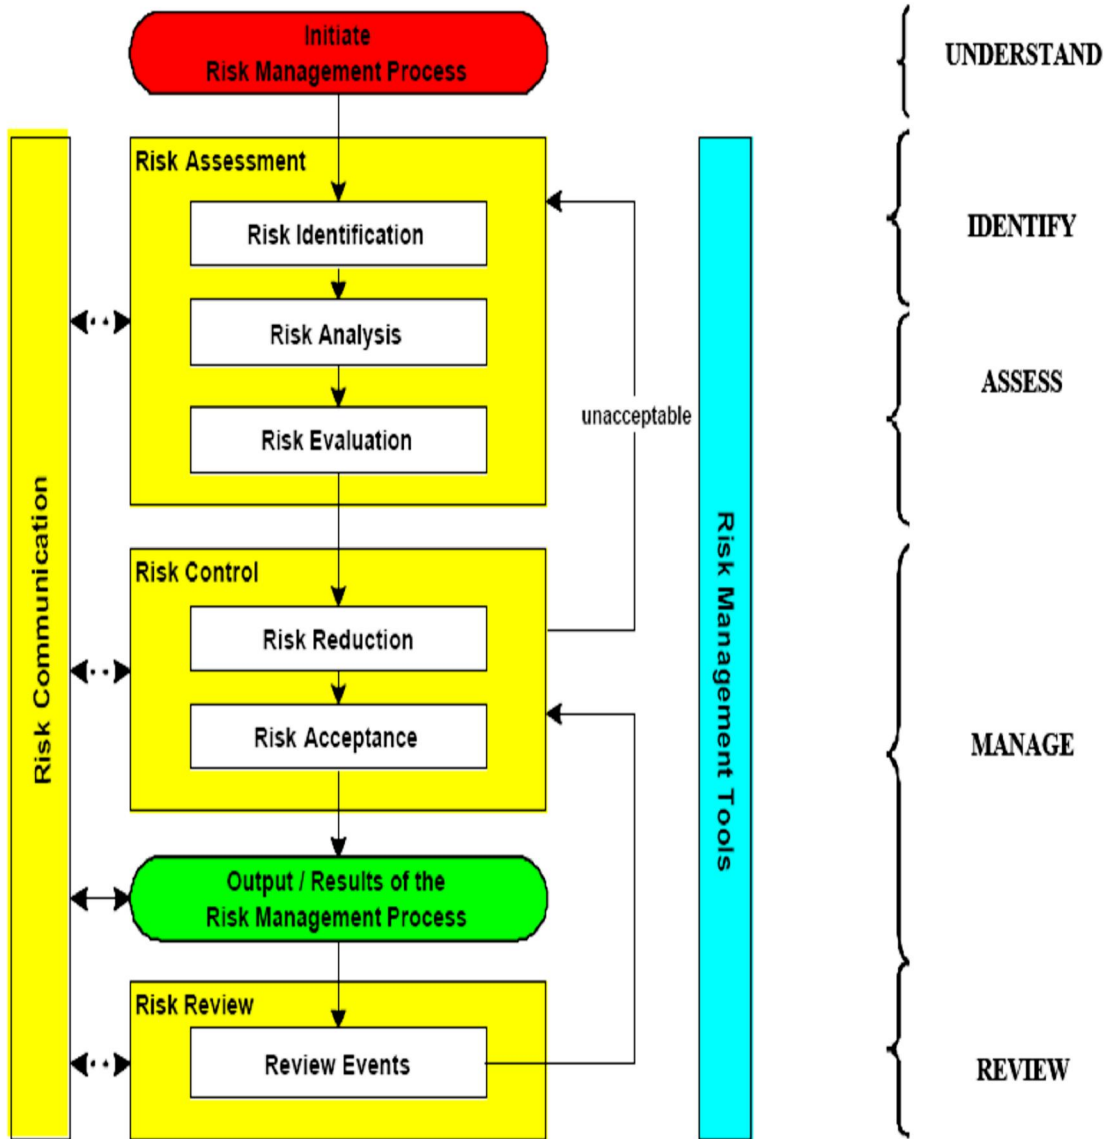 Initiate
Risk Management Process
UNDERSTAND
Risk Assessment
Risk Identification
IDENTIFY
Risk Analysis
ASSESS
unacceptable
Risk Evaluation
Risk Communication
Risk Management Tools
Risk Control
Risk Reduction
Risk Acceptance
MANAGE
Output / Results of the
Risk Management Process
Risk Review
Review Events
REVIEW